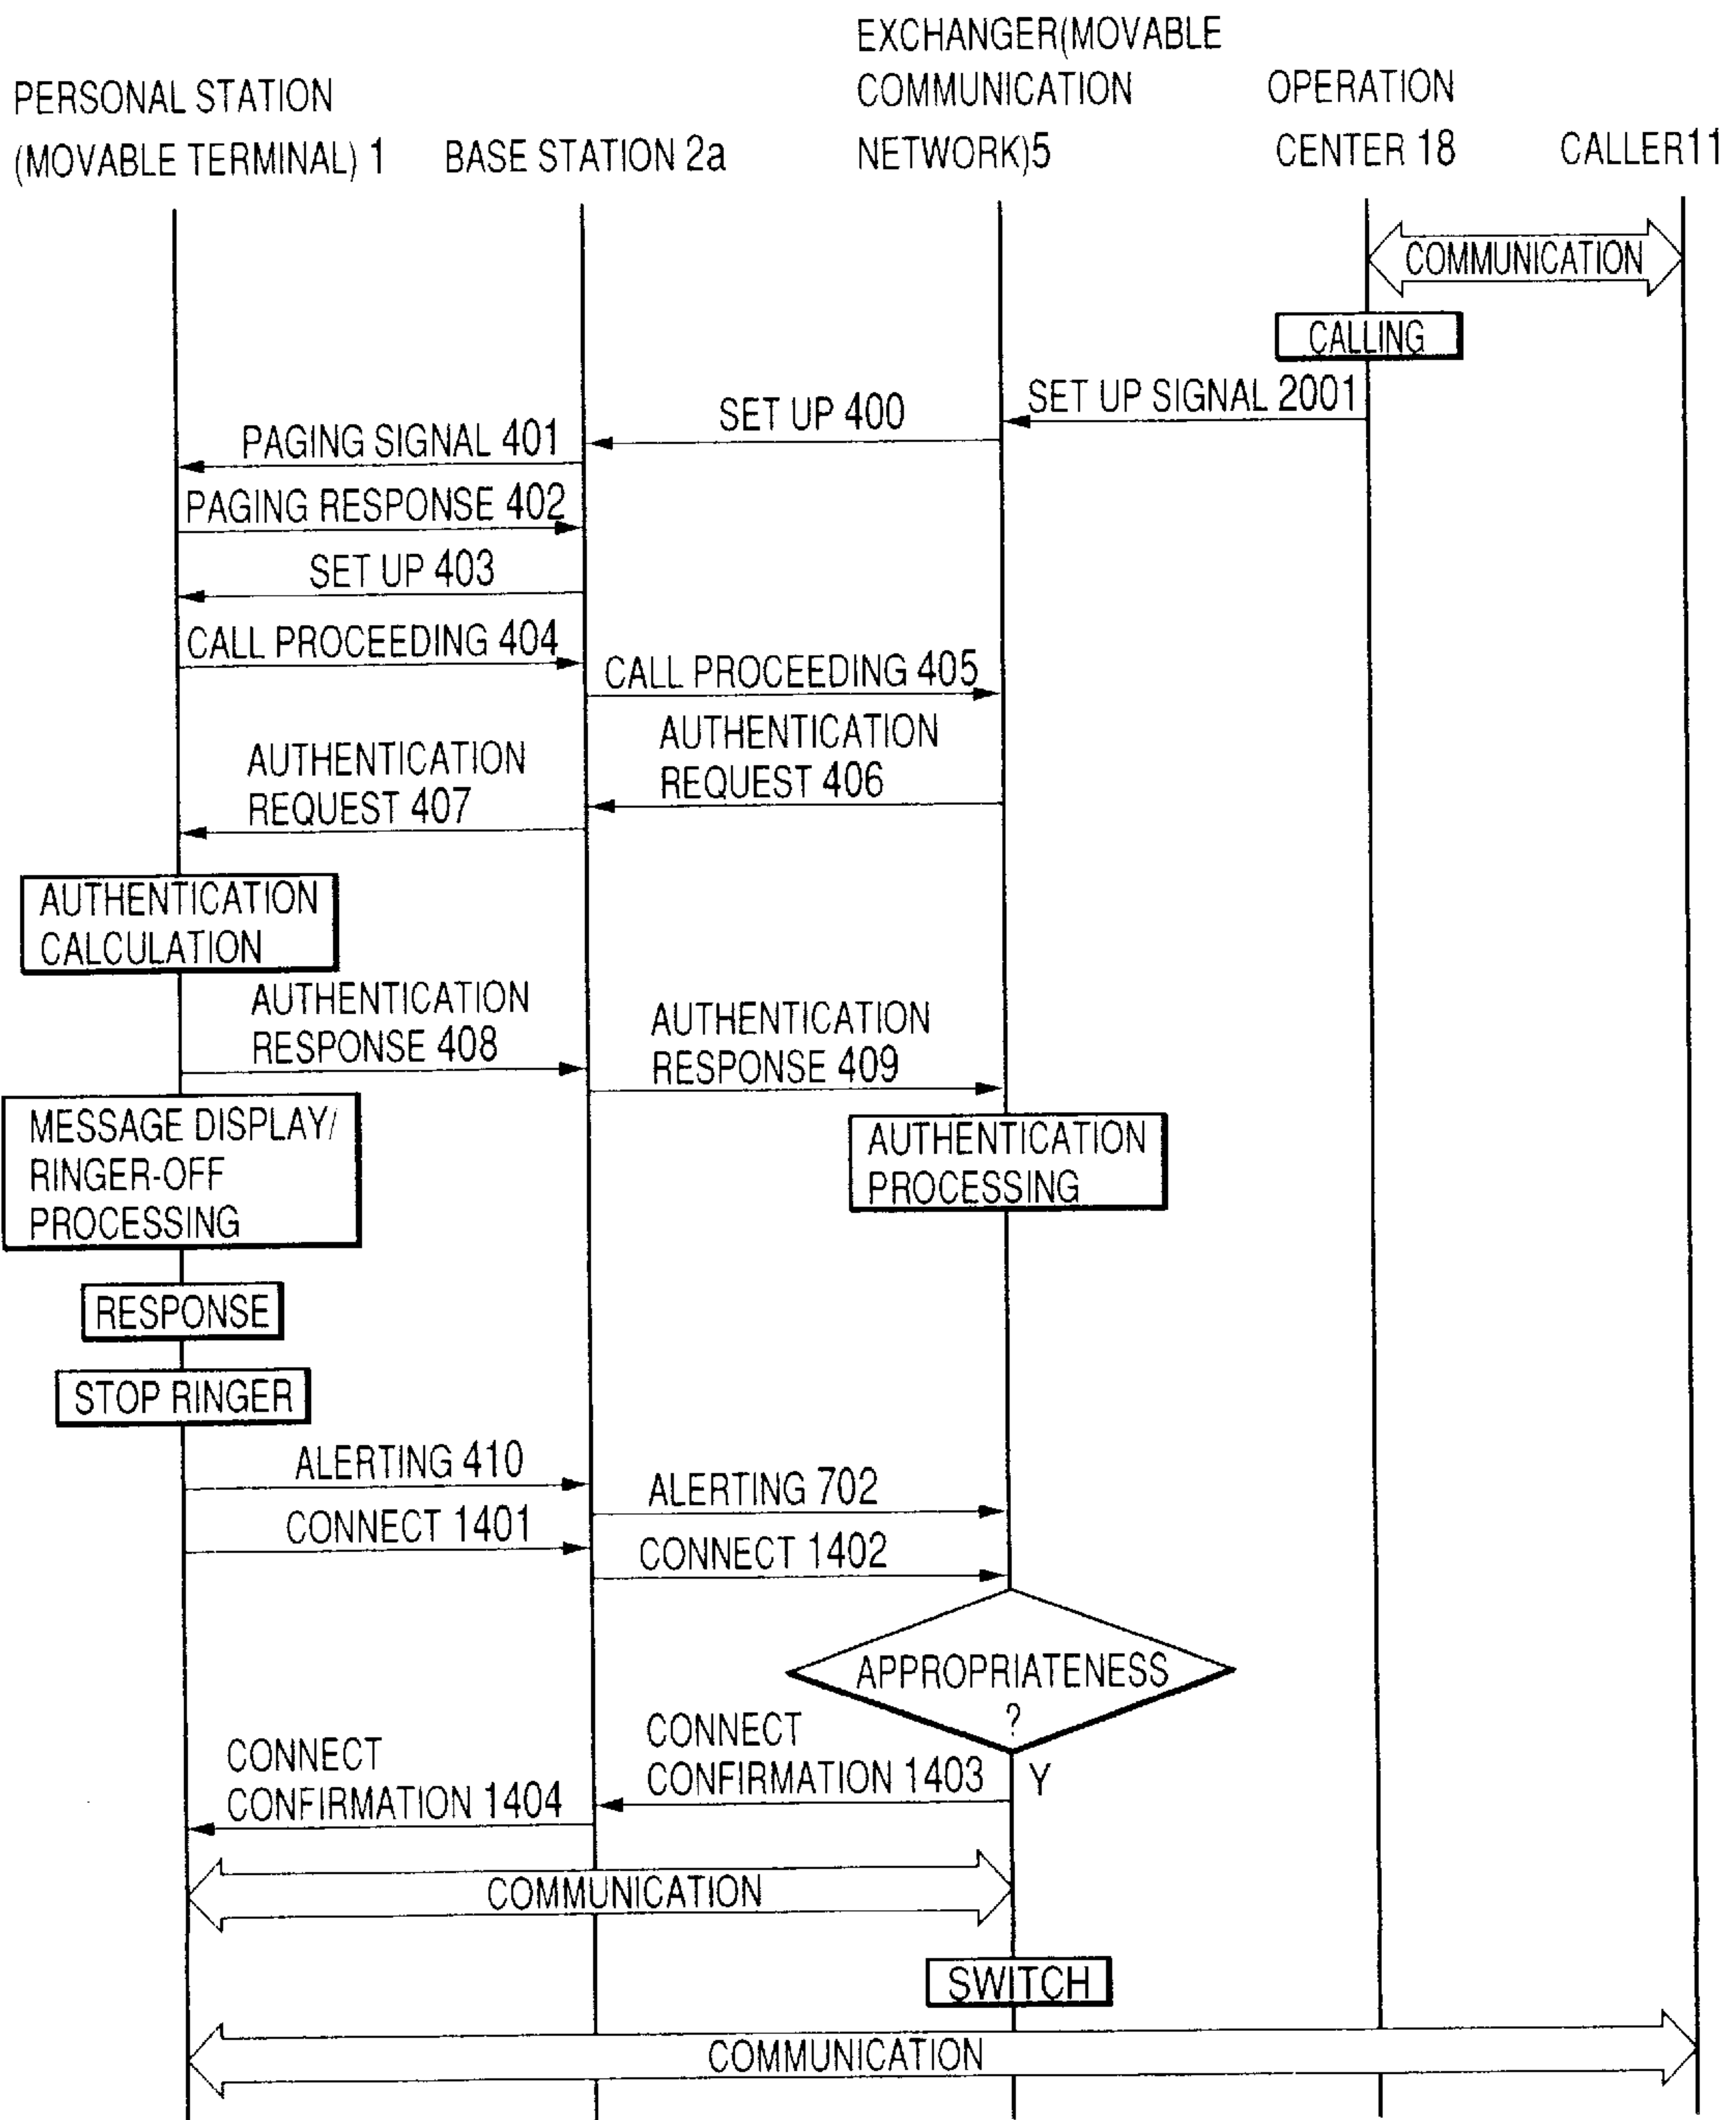 EXCHANGER(MOVABLE
COMMUNICATION
NETWORK)5
PERSONAL STATION
(MOVABLE TERMINAL) 1
BASE STATION 2a
OPERATION
CENTER 18
CALLER11
COMMUNICATION
CALLING
SET UP SIGNAL 2001
SET UP 400
PAGING SIGNAL 401
PAGING RESPONSE 402
SET UP 403
CALL PROCEEDING 404
CALL PROCEEDING 405
AUTHENTICATION
REQUEST 406
AUTHENTICATION
REQUEST 407
AUTHENTICATION
CALCULATION
AUTHENTICATION
RESPONSE 408
AUTHENTICATION
RESPONSE 409
MESSAGE DISPLAY/
RINGER-OFF
PROCESSING
AUTHENTICATION
PROCESSING
RESPONSE
STOP RINGER
ALERTING 410
ALERTING 702
CONNECT 1401
CONNECT 1402
APPROPRIATENESS
?
Y
CONNECT
CONFIRMATION 1403
CONNECT
CONFIRMATION 1404
COMMUNICATION
SWITCH
COMMUNICATION